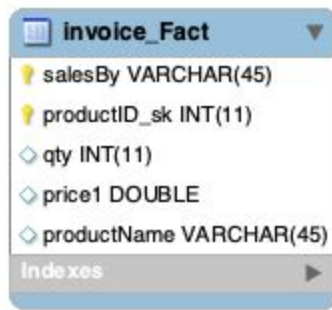 invoice_Fact
salesBy VARCHAR(45)
productID_sk INT(11)
qty INT(11)
price1 DOUBLE
productName VARCHAR(45)
Indexes